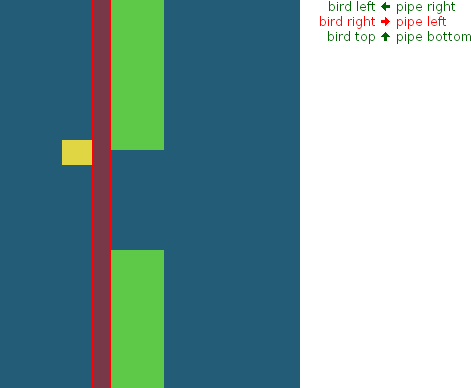 bird left ← pipe right
bird right → pipe left
bird top ↑ pipe bottom